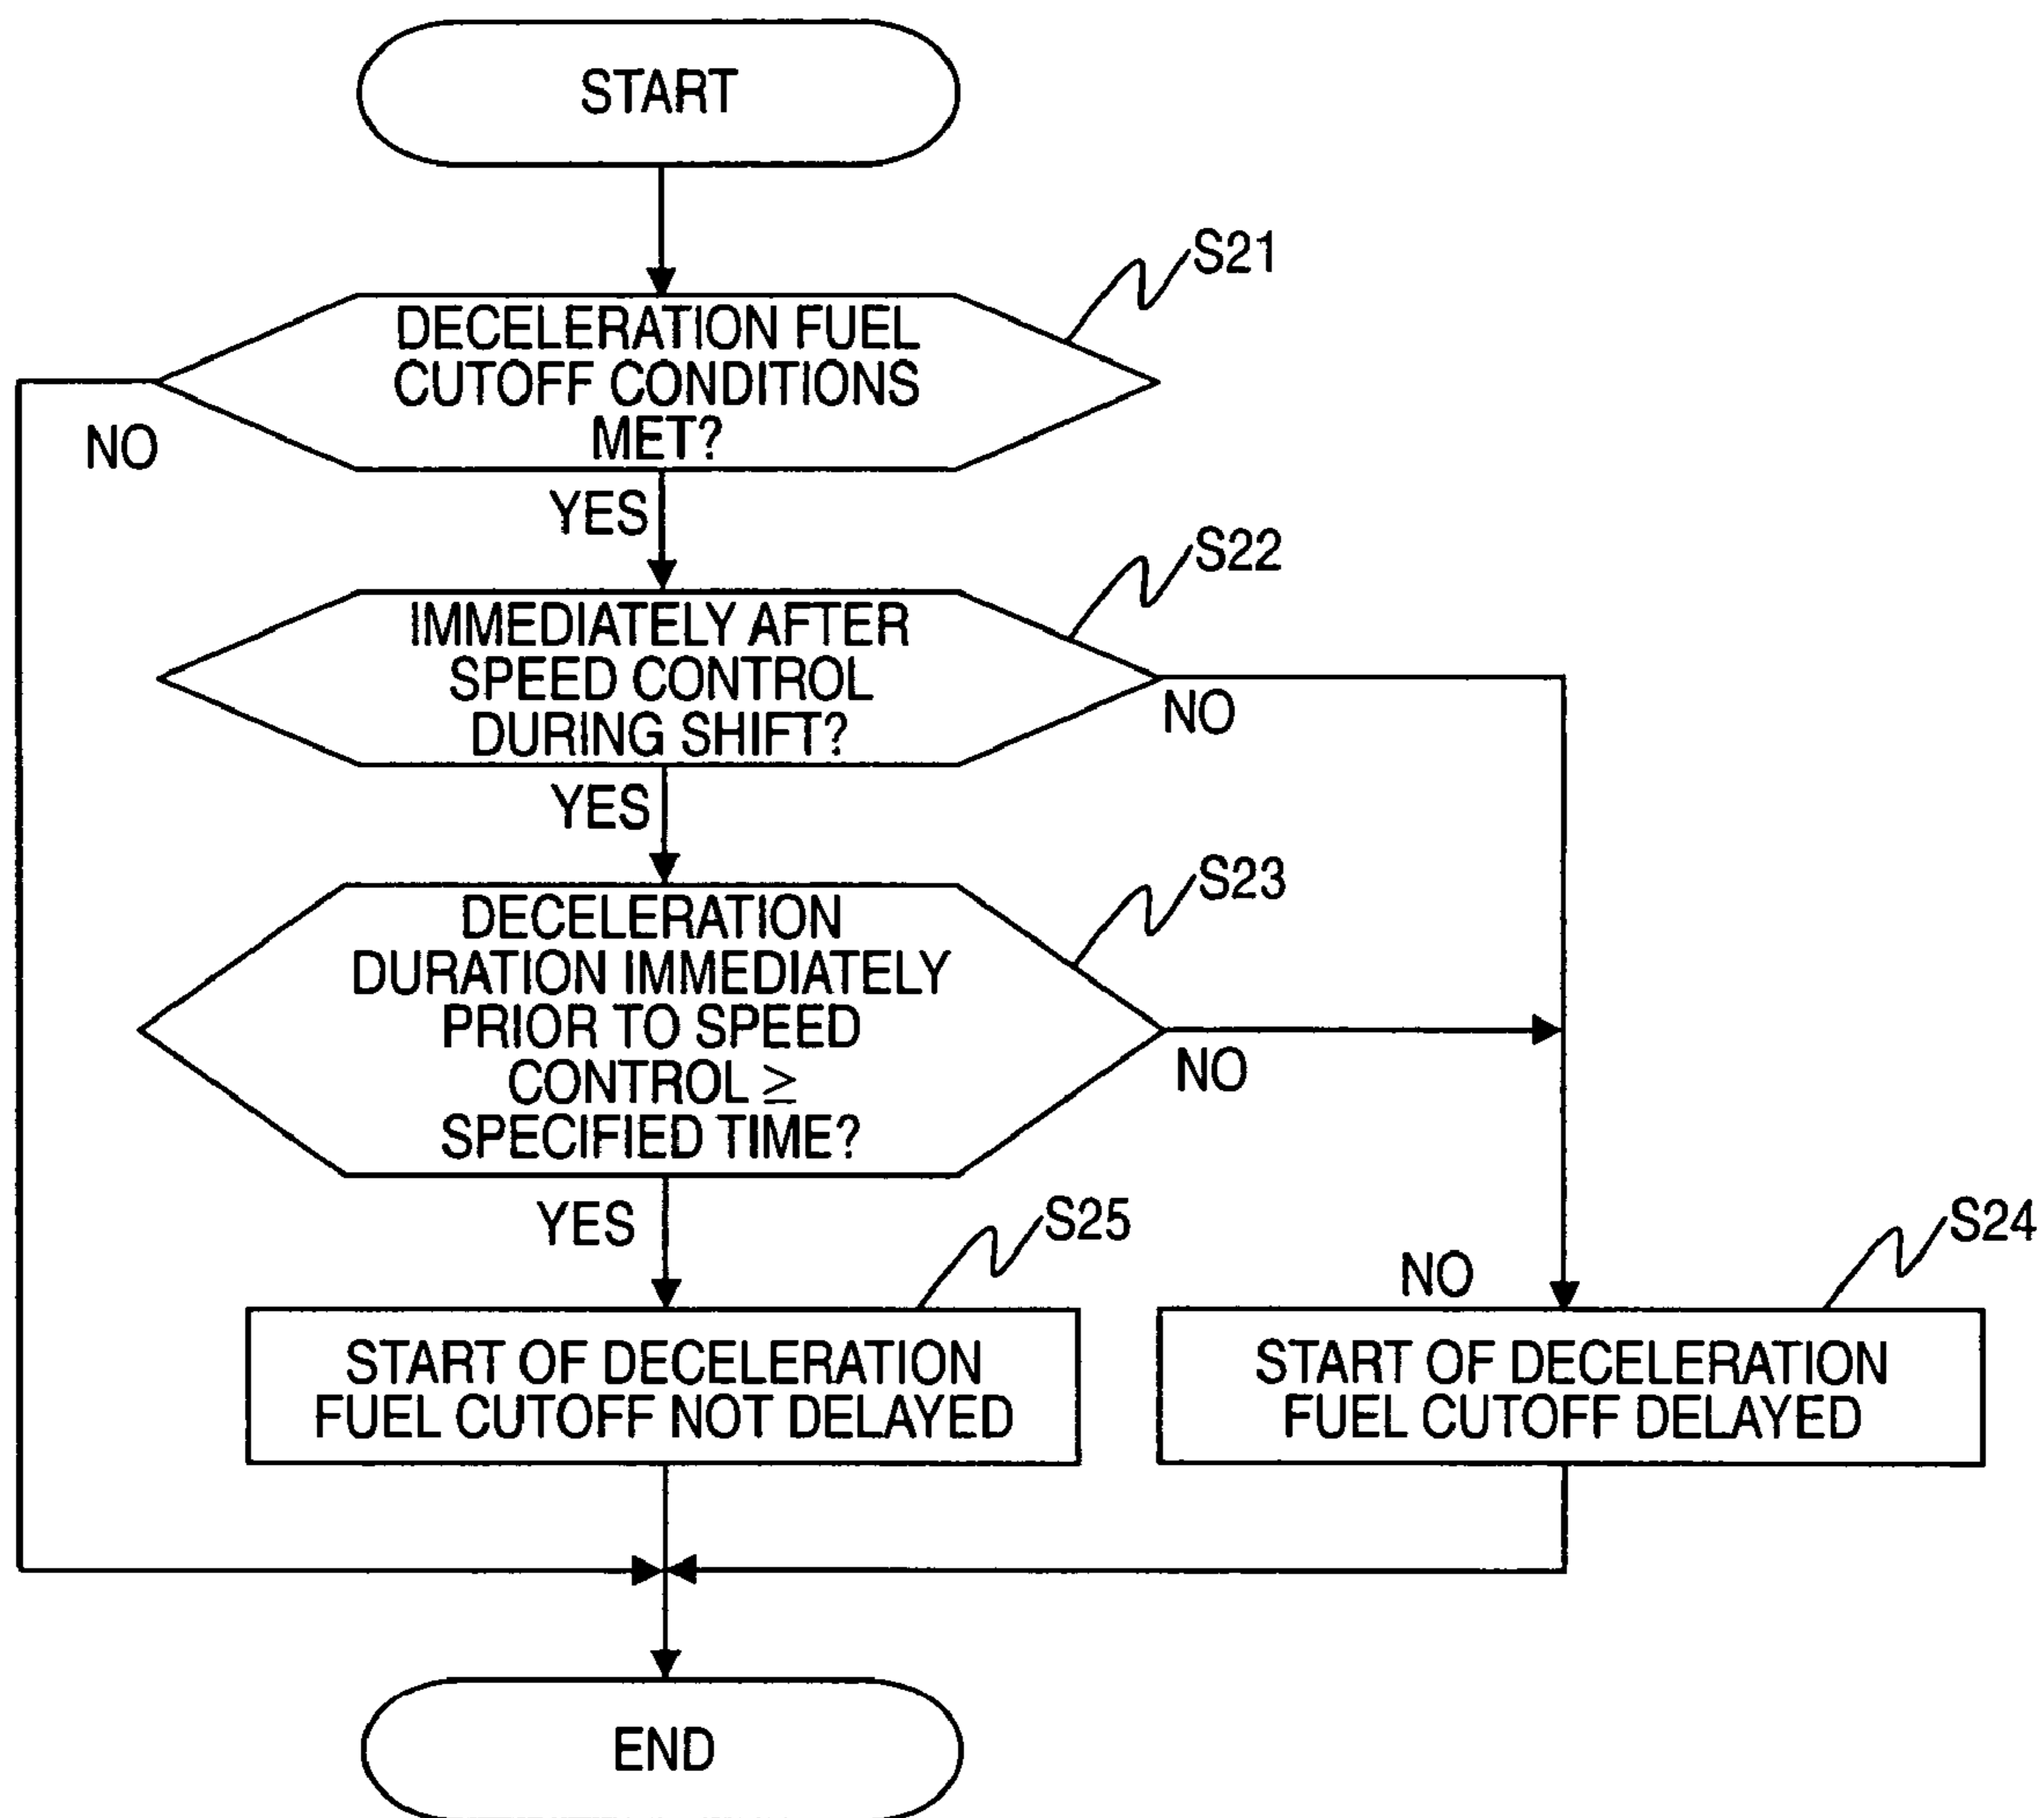 START
S21
DECELERATION FUEL
CUTOFF CONDITIONS
MET?
NO
YES
S22
IMMEDIATELY AFTER
SPEED CONTROL
DURING SHIFT?
NO
YES
S23
DECELERATION
DURATION IMMEDIATELY
PRIOR TO SPEED
CONTROL ≥
SPECIFIED TIME?
NO
YES
S25
S24
NO
START OF DECELERATION
FUEL CUTOFF NOT DELAYED
START OF DECELERATION
FUEL CUTOFF DELAYED
END